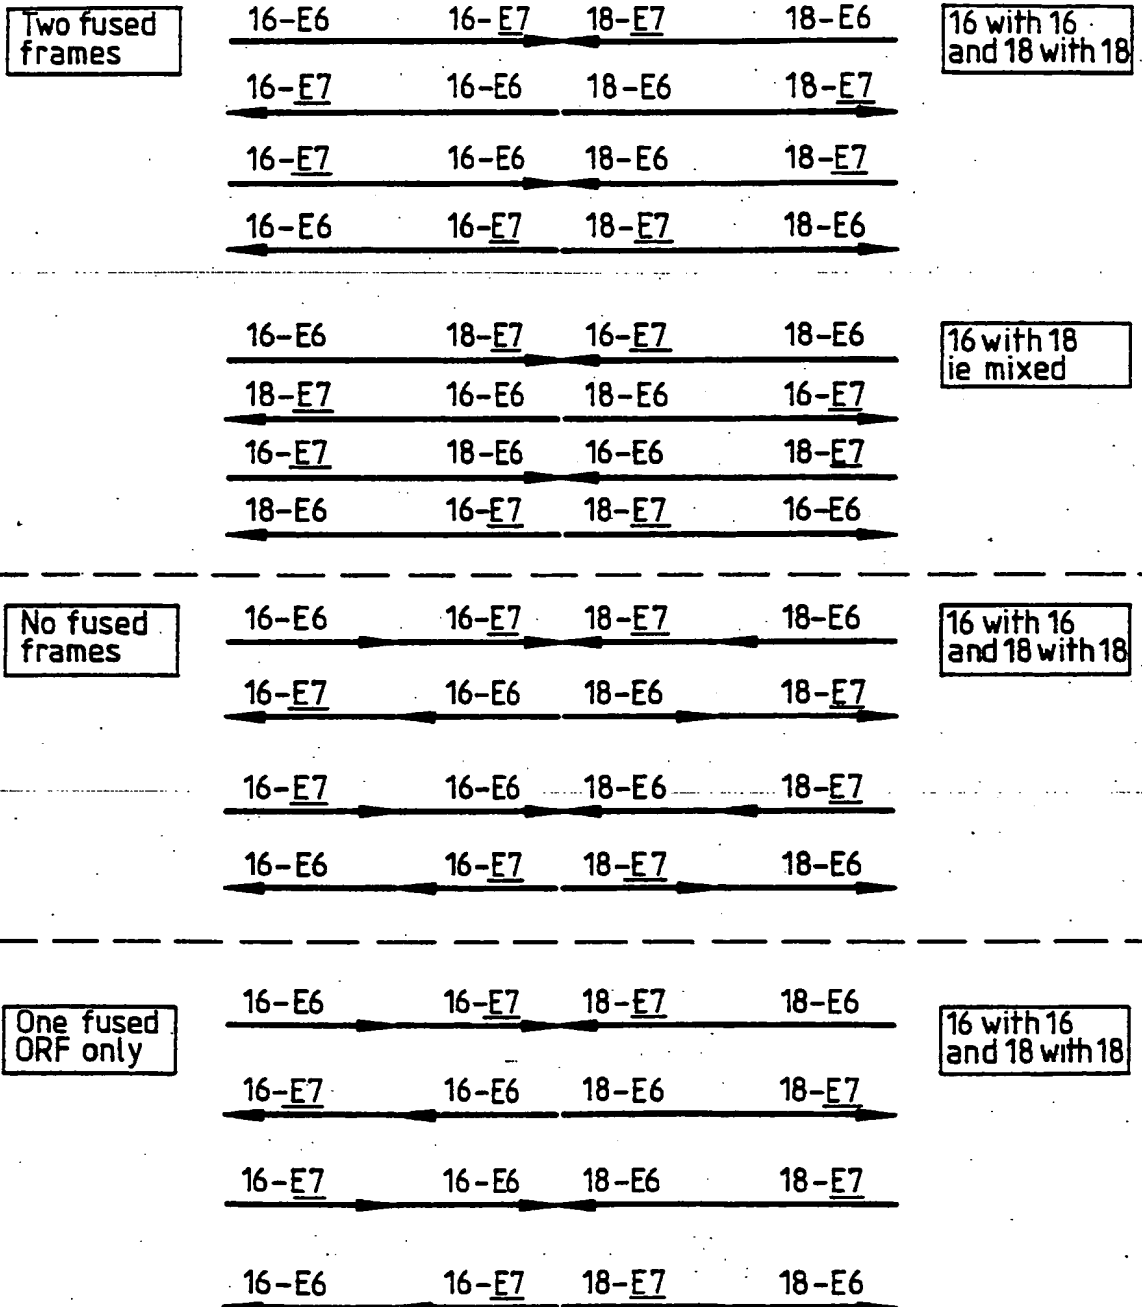 Two fused
frames
16-E6 16-E7 18-E7 18-E6
16 with 16
and 18 with 18
16-E7 16-E6 18-E6 18-E7
16-E7 16-E6 18-E6 18-E7
16-E6 16-E7 18-E7 18-E6
16-E6 18-E7 16-E7 18-E6
16 with 18
ie mixed
18-E7 16-E6 18-E6 16-E7
16-E7 18-E6 16-E6 18-E7
18-E6 16-E7 18-E7 16-E6
No fused
frames
16-E6 16-E7 18-E7 18-E6
16 with 16
and 18 with 18
16-E7 16-E6 18-E6 18-E7
16-E7 16-E6 18-E6 18-E7
16-E6 16-E7 18-E7 18-E6
One fused
ORF only
16-E6 16-E7 18-E7 18-E6
16 with 16
and 18 with 18
16-E7 16-E6 18-E6 18-E7
16-E7 16-E6 18-E6 18-E7
16-E6 16-E7 18-E7 18-E6